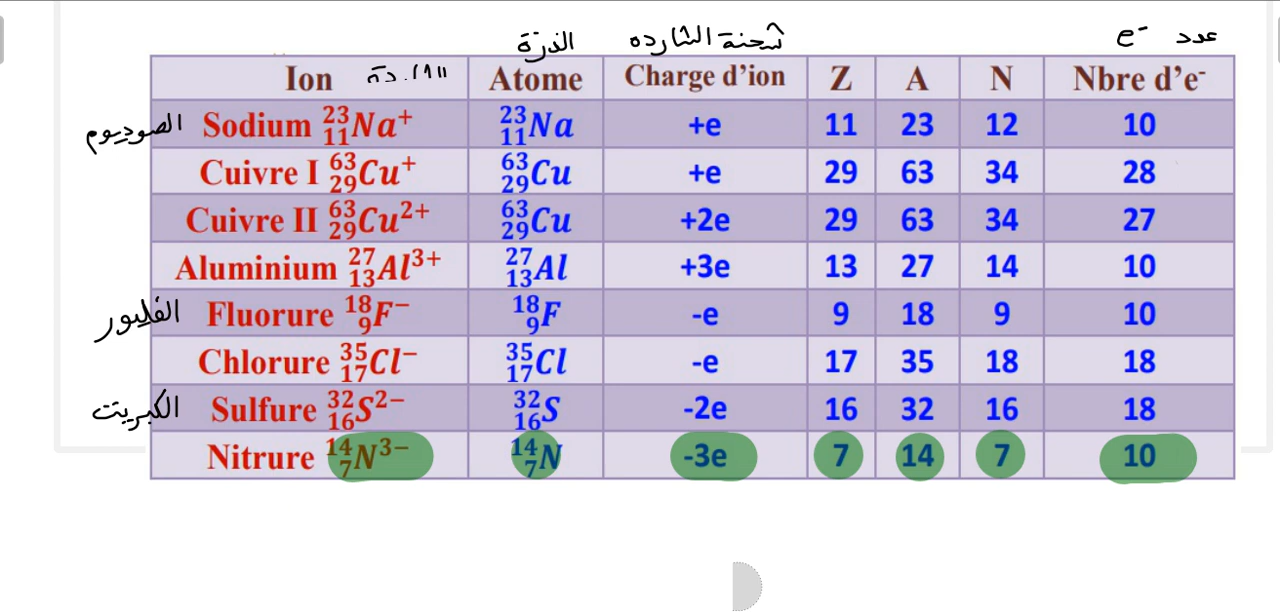 الذرّة شحنة الشارده عدد e⁻
Ion الشاردة Atome Charge d'ion Z A N Nbre d'e⁻
الصوديوم Sodium ²³₁₁Na⁺ ²³₁₁Na +e 11 23 12 10
Cuivre I ⁶³₂₉Cu⁺ ⁶³₂₉Cu +e 29 63 34 28
Cuivre II ⁶³₂₉Cu²⁺ ⁶³₂₉Cu +2e 29 63 34 27
Aluminium ²⁷₁₃Al³⁺ ²⁷₁₃Al +3e 13 27 14 10
الفليور Fluorure ¹⁸₉F⁻ ¹⁸₉F -e 9 18 9 10
Chlorure ³⁵₁₇Cl⁻ ³⁵₁₇Cl -e 17 35 18 18
الكبريت Sulfure ³²₁₆S²⁻ ³²₁₆S -2e 16 32 16 18
Nitrure ¹⁴₇N³⁻ ¹⁴₇N -3e 7 14 7 10